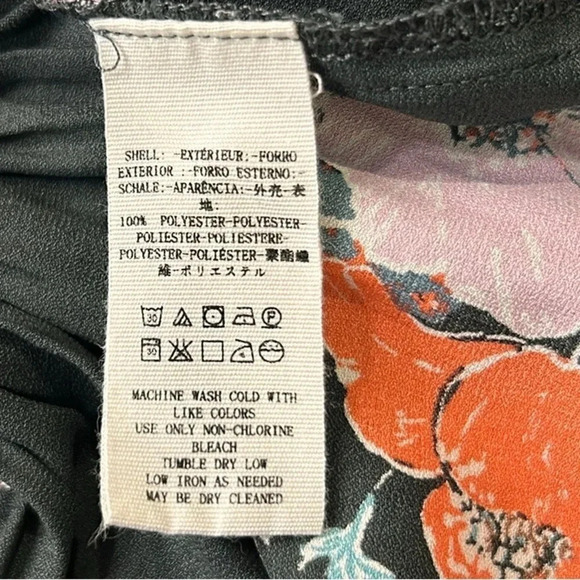 SHELL: -EXTÉRIEUR:-FORRO
EXTERIOR :-FORRO ESTERNO:-
SCHALE:-APARÊNCIA:-外壳-表
地:
100% POLYESTER-POLYESTER
POLIESTER-POLIESTERE-
POLYESTER-POLIÉSTER-聚酯纖
維-ポリエステル
30 P
30
MACHINE WASH COLD WITH
LIKE COLORS
USE ONLY NON-CHLORINE
BLEACH
TUMBLE DRY LOW
LOW IRON AS NEEDED
MAY BE DRY CLEANED